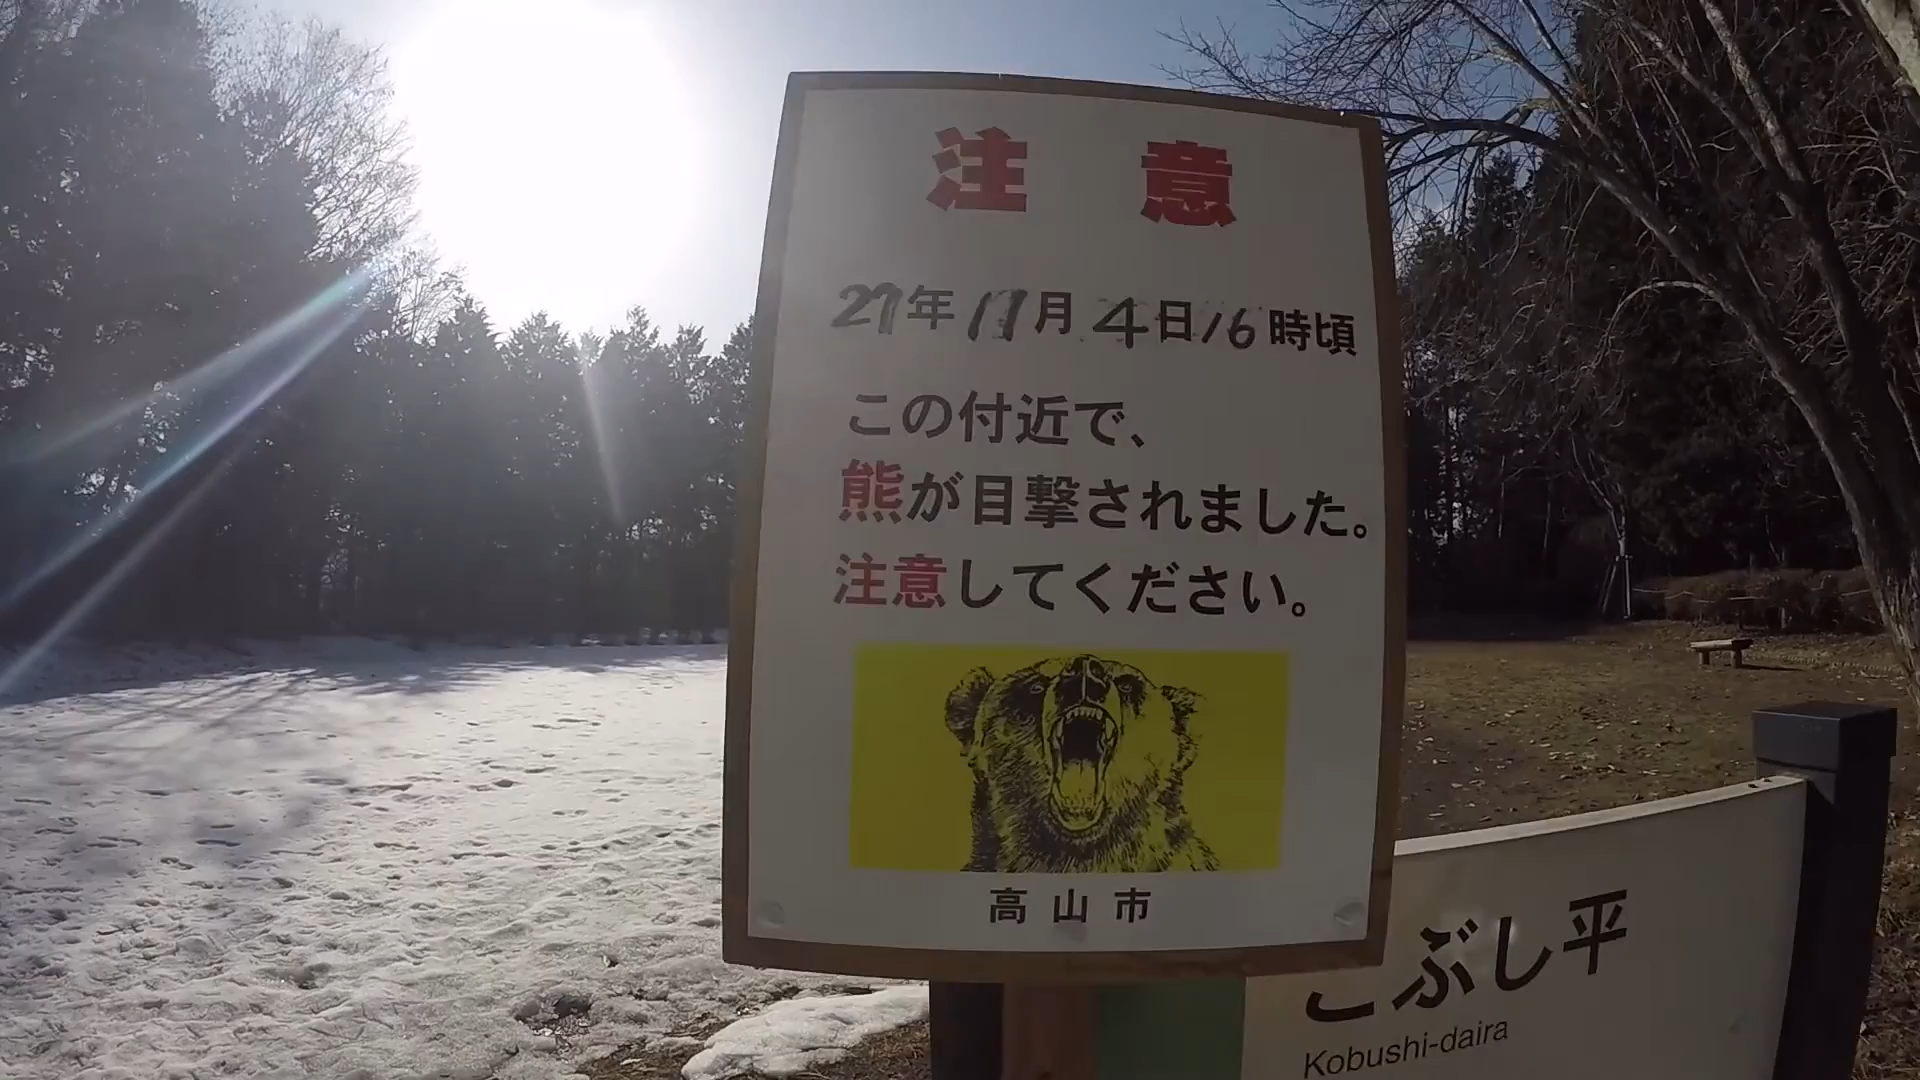 注意
27年11月4日16時頃
この付近で、
熊が目撃されました。
注意してください。
高山市
こぶし平
Kobushi-daira